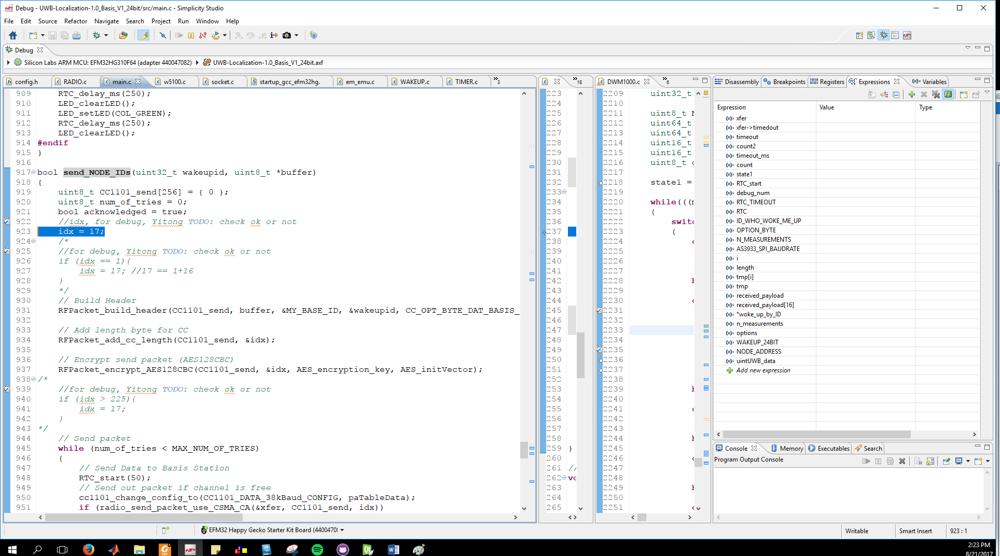 Debug - UWB-Localization-1.0_Basis_V1_24bit/src/main.c - Simplicity Studio
File Edit Source Refactor Navigate Search Project Run Window Help
Debug
Silicon Labs ARM MCU: EFM32HG310F64 (adapter 440047082) UWB-Localization-1.0_Basis_V1_24bit.axf
config.h RADIO.c main.c w5100.c socket.c startup_gcc_efm32hg. em_emu.c WAKEUP.c TIMER.c »3
909 RTC_delay_ms(250);
910 LED_clearLED();
911 LED_setLED(COL_GREEN);
912 RTC_delay_ms(250);
913 LED_clearLED();
914 #endif
915 }
916
917 bool send_NODE_IDs(uint32_t wakeupid, uint8_t *buffer)
918 {
919 uint8_t CC1101_send[256] = { 0 };
920 uint8_t num_of_tries = 0;
921 bool acknowledged = true;
922 //idx, for debug, Yitong TODO: check ok or not
923 idx = 17;
924 /*
925 //for debug, Yitong TODO: check ok or not
926 if (idx == 1){
927 idx = 17; //17 == 1+16
928 }
929 */
930 // Build Header
931 RFPacket_build_header(CC1101_send, buffer, &MY_BASE_ID, &wakeupid, CC_OPT_BYTE_DAT_BASIS_
932
933 // Add length byte for CC
934 RFPacket_add_cc_length(CC1101_send, &idx);
935
936 // Encrypt send packet (AES128CBC)
937 RFPacket_encrypt_AES128CBC(CC1101_send, &idx, AES_encryption_key, AES_initVector);
938 /*
939 //for debug, Yitong TODO: check ok or not
940 if (idx > 225){
941 idx = 17;
942 }
943 */
944 // Send packet
945 while (num_of_tries < MAX_NUM_OF_TRIES)
946 {
947 // Send Data to Basis Station
948 RTC_start(50);
949 // Send out packet if channel is free
950 cc1101_change_config_to(CC1101_DATA_38kBaud_CONFIG, paTableData);
951 if (radio_send_packet_use_CSMA_CA(&xfer, CC1101_send, idx))
»18
223
224
225
226
227
228
229
230
231
232
233
234
235
236
237
238
239
240
241
242
243
244
245
246
247
248
249
250
251
252
253
254
255
256
257
258
259 }
260
261 //
262 vo
263
264
265
DWM1000.c »6
2209 uint32_t
2210
2211 uint8_t
2212 uint64_t
2213 uint64_t
2214 uint16_t
2215 uint16_t
2216 uint8_t
2217
2218 state1 =
2219
2220 while(((
2221 {
2222 switc
2223 {
2224
2225
2226
2227
2228
2229
2230
2231
2232
2233
2234
2235
2236
2237
2238
2239
2240
2241
2242
2243
2244
2245
2246
2247
2248
2249
2250
2251
Disassembly Breakpoints Registers Expressions Variables
Expression Value Type
xfer
xfer->timedout
timeout
count2
timeout_ms
count
state1
RTC_start
debug_num
RTC_TIMEOUT
RTC
ID_WHO_WOKE_ME_UP
OPTION_BYTE
N_MEASUREMENTS
AS3933_SPI_BAUDRATE
i
length
tmp[i]
tmp
received_payload
received_payload[16]
*woke_up_by_ID
n_measurements
options
WAKEUP_24BIT
NODE_ADDRESS
uintUWB_data
Add new expression
Console Memory Executables Search
Program Output Console
EFM32 Happy Gecko Starter Kit Board (4400470
Writable Smart Insert 923 : 1
2:23 PM
8/21/2017